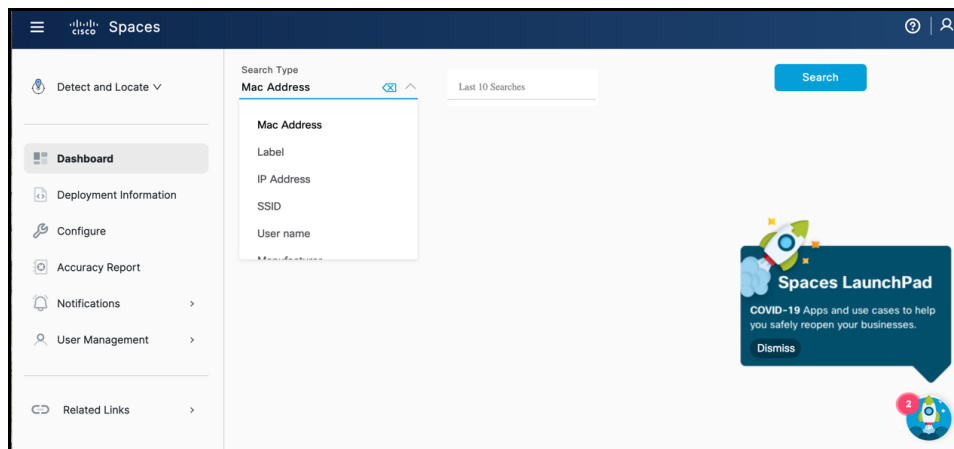 cisco Spaces
Detect and Locate
Dashboard
Deployment Information
Configure
Accuracy Report
Notifications
User Management
Related Links
Search Type
Mac Address
Last 10 Searches
Search
Mac Address
Label
IP Address
SSID
User name
Manufacturer
Spaces LaunchPad
COVID-19 Apps and use cases to help
you safely reopen your businesses.
Dismiss
2